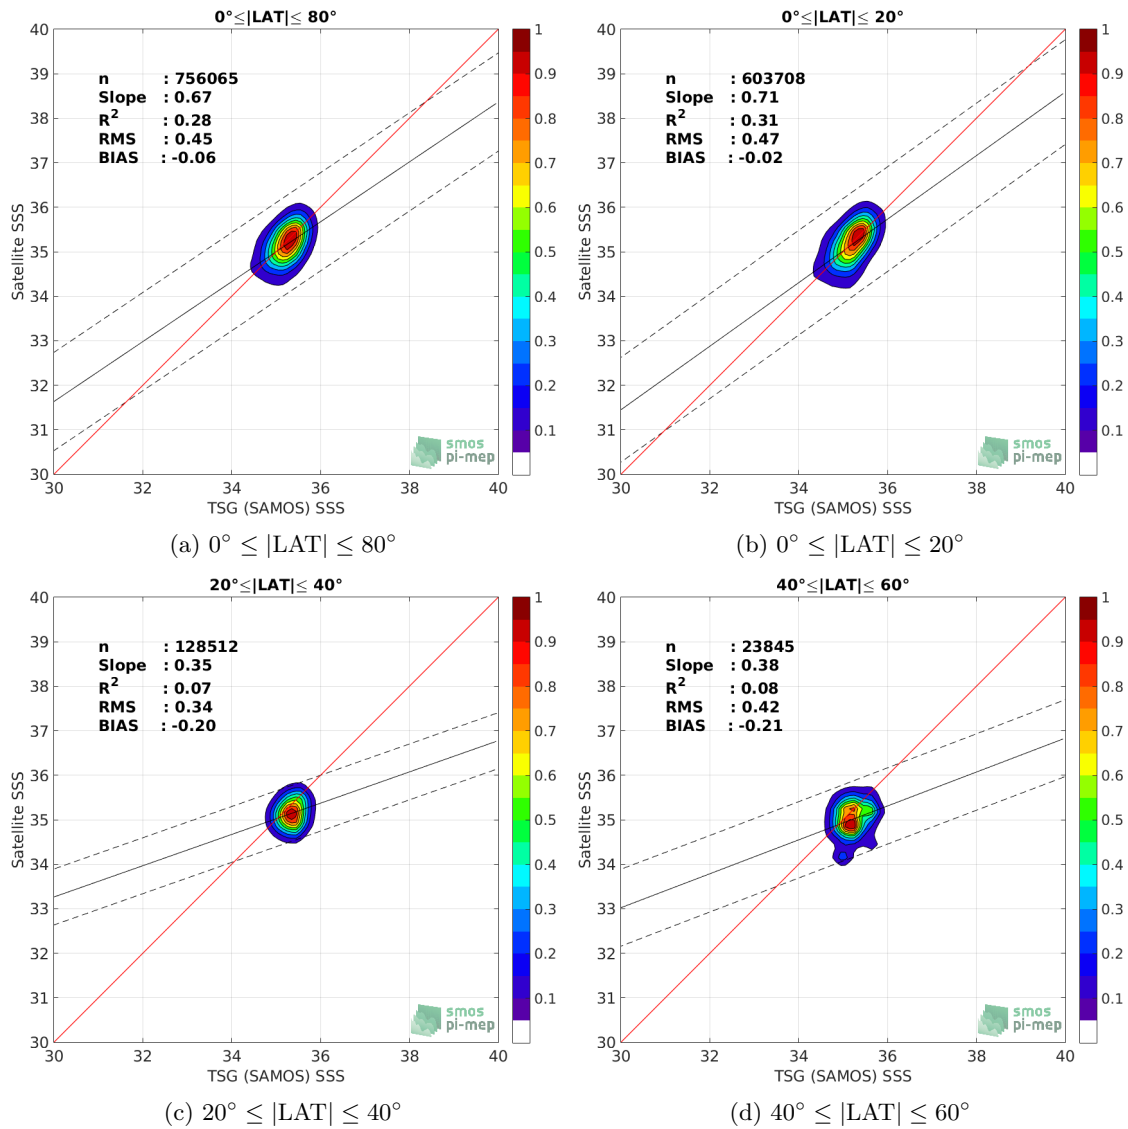 0°≤|LAT|≤ 80°
n : 756065
Slope : 0.67
R2 : 0.28
RMS : 0.45
BIAS : -0.06
40
39
38
37
36
35
34
33
32
31
30
Satellite SSS
30 32 34 36 38 40
TSG (SAMOS) SSS
1
0.9
0.8
0.7
0.6
0.5
0.4
0.3
0.2
0.1
smos
pi-mep
(a) 0° ≤ |LAT| ≤ 80°
0°≤|LAT|≤ 20°
n : 603708
Slope : 0.71
R2 : 0.31
RMS : 0.47
BIAS : -0.02
40
39
38
37
36
35
34
33
32
31
30
Satellite SSS
30 32 34 36 38 40
TSG (SAMOS) SSS
1
0.9
0.8
0.7
0.6
0.5
0.4
0.3
0.2
0.1
smos
pi-mep
(b) 0° ≤ |LAT| ≤ 20°
20°≤|LAT|≤ 40°
n : 128512
Slope : 0.35
R2 : 0.07
RMS : 0.34
BIAS : -0.20
40
39
38
37
36
35
34
33
32
31
30
Satellite SSS
30 32 34 36 38 40
TSG (SAMOS) SSS
1
0.9
0.8
0.7
0.6
0.5
0.4
0.3
0.2
0.1
smos
pi-mep
(c) 20° ≤ |LAT| ≤ 40°
40°≤|LAT|≤ 60°
n : 23845
Slope : 0.38
R2 : 0.08
RMS : 0.42
BIAS : -0.21
40
39
38
37
36
35
34
33
32
31
30
Satellite SSS
30 32 34 36 38 40
TSG (SAMOS) SSS
1
0.9
0.8
0.7
0.6
0.5
0.4
0.3
0.2
0.1
smos
pi-mep
(d) 40° ≤ |LAT| ≤ 60°